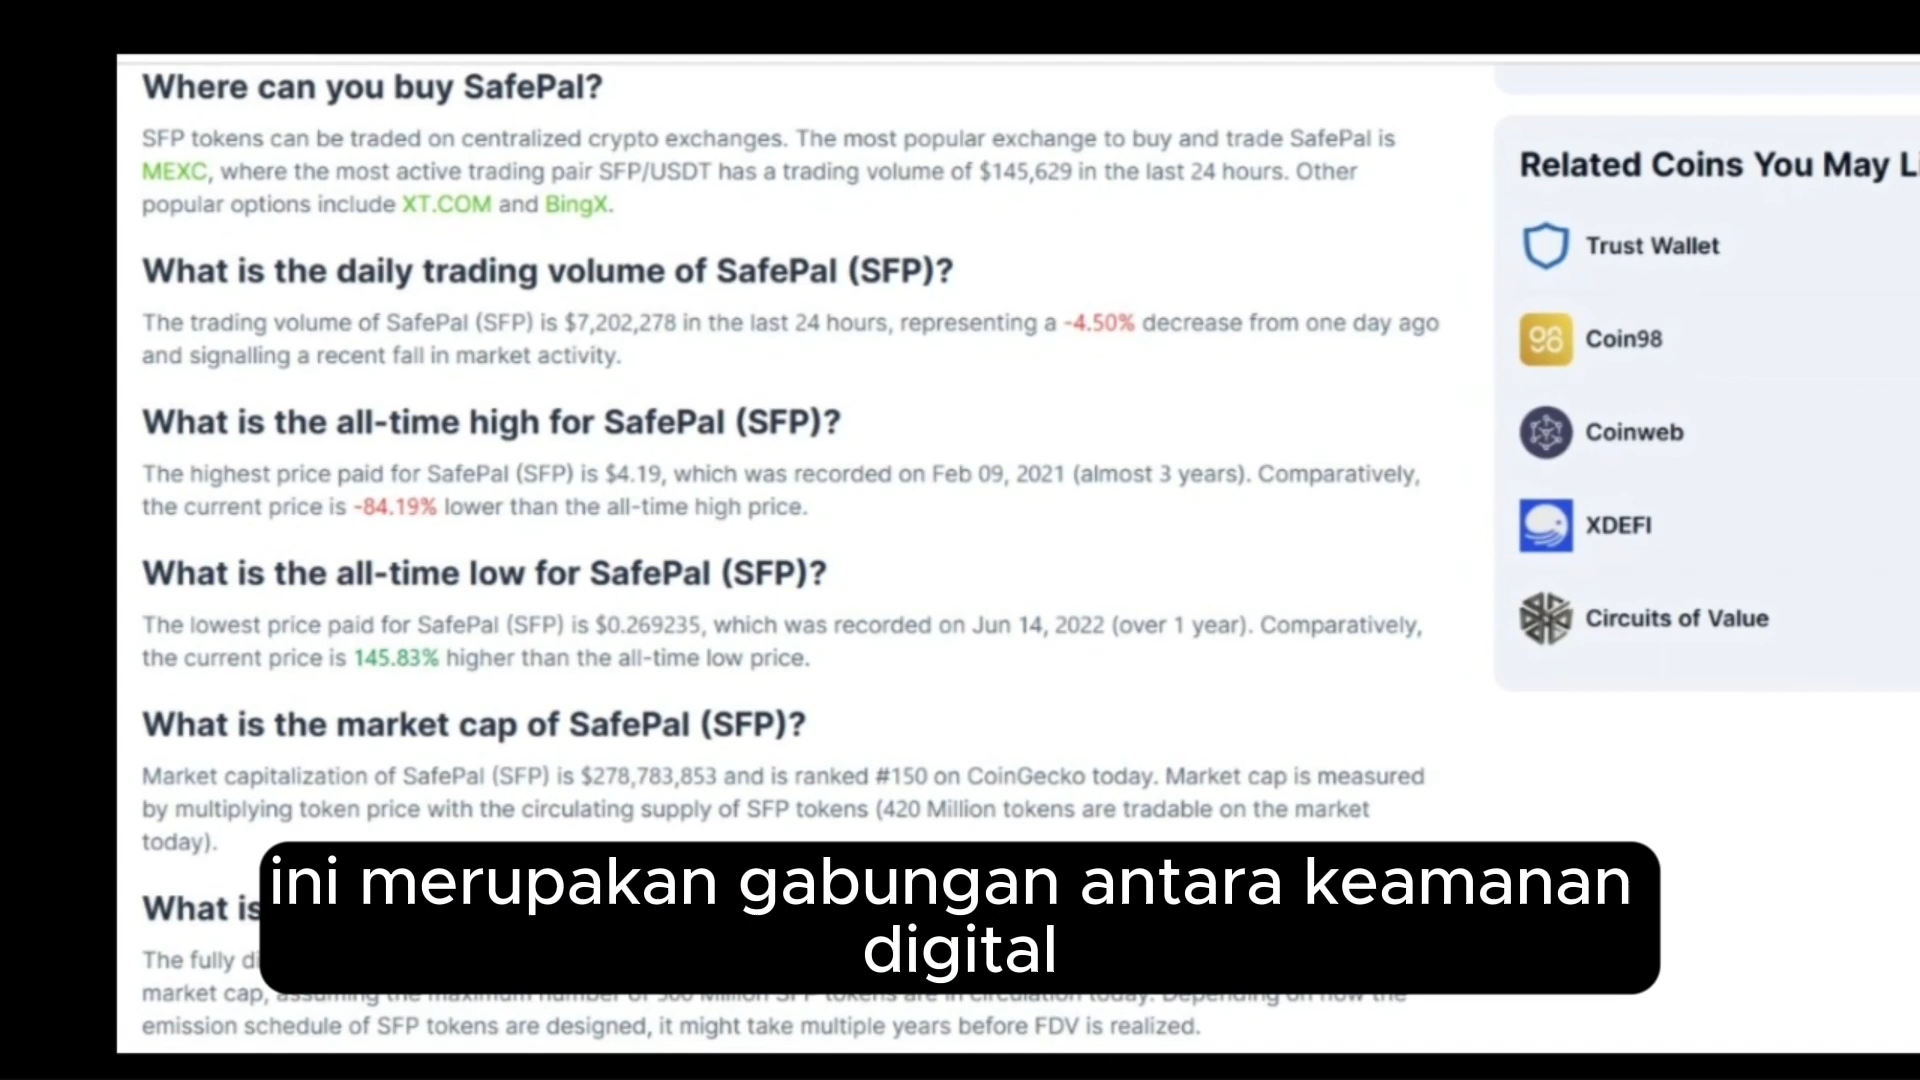 Where can you buy SafePal?
SFP tokens can be traded on centralized crypto exchanges. The most popular exchange to buy and trade SafePal is
MEXC, where the most active trading pair SFP/USDT has a trading volume of $145,629 in the last 24 hours. Other
popular options include XT.COM and BingX.
What is the daily trading volume of SafePal (SFP)?
The trading volume of SafePal (SFP) is $7,202,278 in the last 24 hours, representing a -4.50% decrease from one day ago
and signalling a recent fall in market activity.
What is the all-time high for SafePal (SFP)?
The highest price paid for SafePal (SFP) is $4.19, which was recorded on Feb 09, 2021 (almost 3 years). Comparatively,
the current price is -84.19% lower than the all-time high price.
What is the all-time low for SafePal (SFP)?
The lowest price paid for SafePal (SFP) is $0.269235, which was recorded on Jun 14, 2022 (over 1 year). Comparatively,
the current price is 145.83% higher than the all-time low price.
What is the market cap of SafePal (SFP)?
Market capitalization of SafePal (SFP) is $278,783,853 and is ranked #150 on CoinGecko today. Market cap is measured
by multiplying token price with the circulating supply of SFP tokens (420 Million tokens are tradable on the market
today).
What is
The fully
market cap,
emission schedule of SFP tokens are designed, it might take multiple years before FDV is realized.
Related Coins You May
Trust Wallet
Coin98
Coinweb
XDEFI
Circuits of Value
ini merupakan gabungan antara keamanan
digital